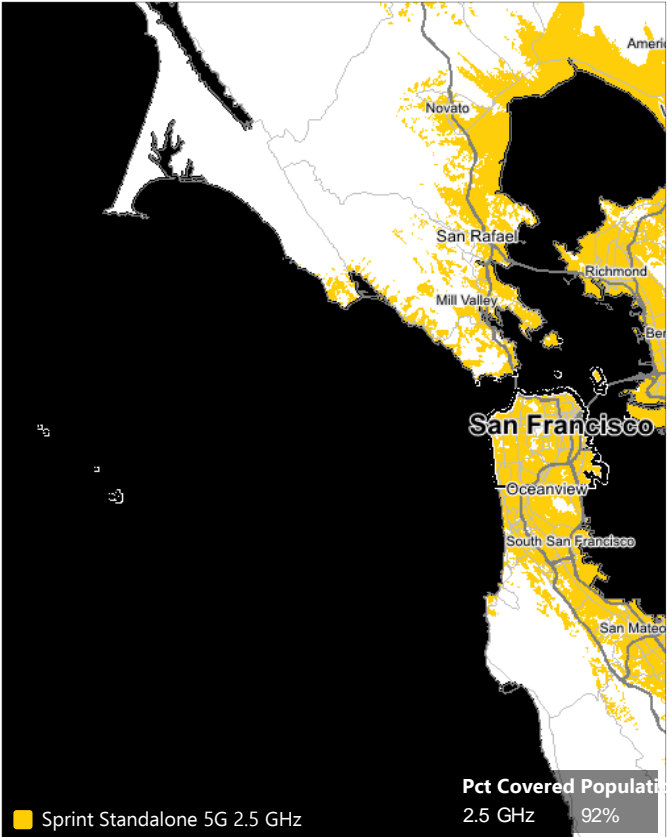 Ameri
Novato
San Rafael
Richmond
Mill Valley
Ber
San Francisco
Oceanview
South San Francisco
San Mateo
Pct Covered Populati
Sprint Standalone 5G 2.5 GHz
2.5 GHz 92%